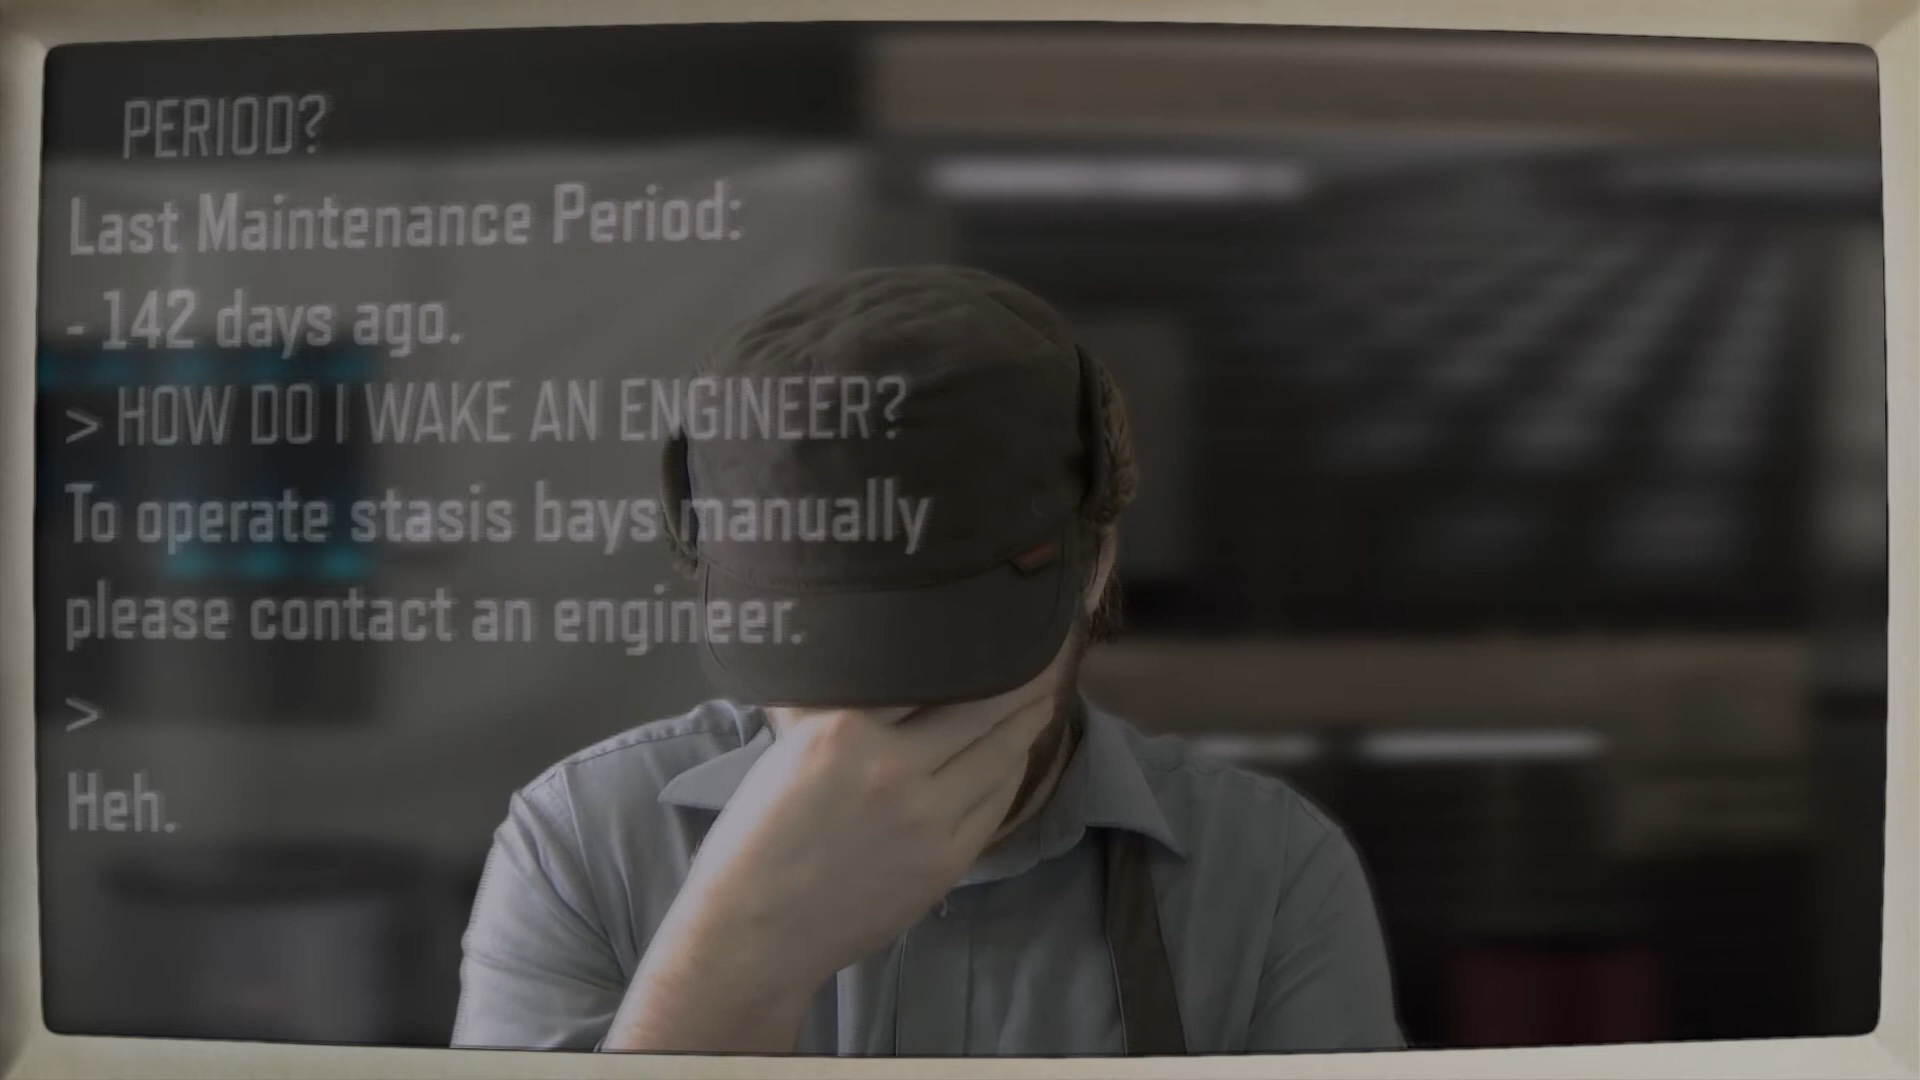 PERIOD?
Last Maintenance Period:
- 142 days ago.
> HOW DO I WAKE AN ENGINEER?
To operate stasis bays manually
please contact an engineer.
>
Heh.